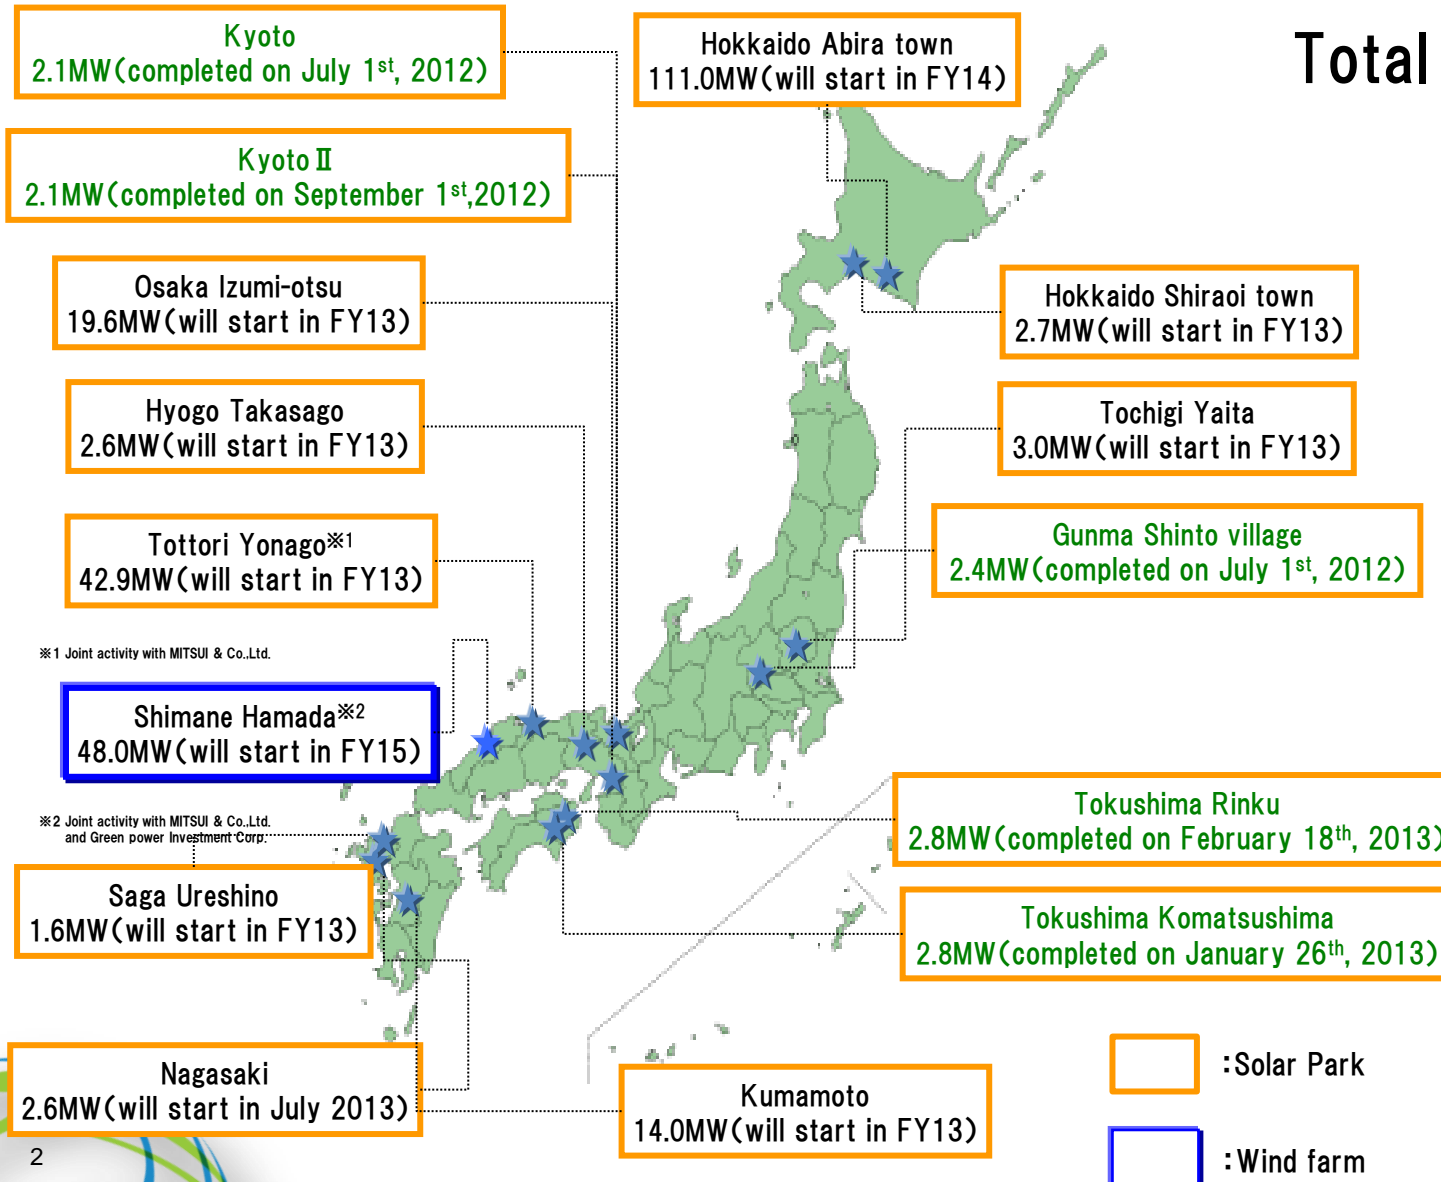 Total
Kyoto
2.1MW(completed on July 1st, 2012)
Hokkaido Abira town
111.0MW(will start in FY14)
KyotoⅡ
2.1MW(completed on September 1st,2012)
Osaka Izumi-otsu
19.6MW(will start in FY13)
Hokkaido Shiraoi town
2.7MW(will start in FY13)
Hyogo Takasago
2.6MW(will start in FY13)
Tochigi Yaita
3.0MW(will start in FY13)
Tottori Yonago※1
42.9MW(will start in FY13)
Gunma Shinto village
2.4MW(completed on July 1st, 2012)
※1 Joint activity with MITSUI & Co.,Ltd.
Shimane Hamada※2
48.0MW(will start in FY15)
※2 Joint activity with MITSUI & Co.,Ltd.
and Green power Investment Corp.
Tokushima Rinku
2.8MW(completed on February 18th, 2013)
Saga Ureshino
1.6MW(will start in FY13)
Tokushima Komatsushima
2.8MW(completed on January 26th, 2013)
Nagasaki
2.6MW(will start in July 2013)
Kumamoto
14.0MW(will start in FY13)
:Solar Park
:Wind farm
2